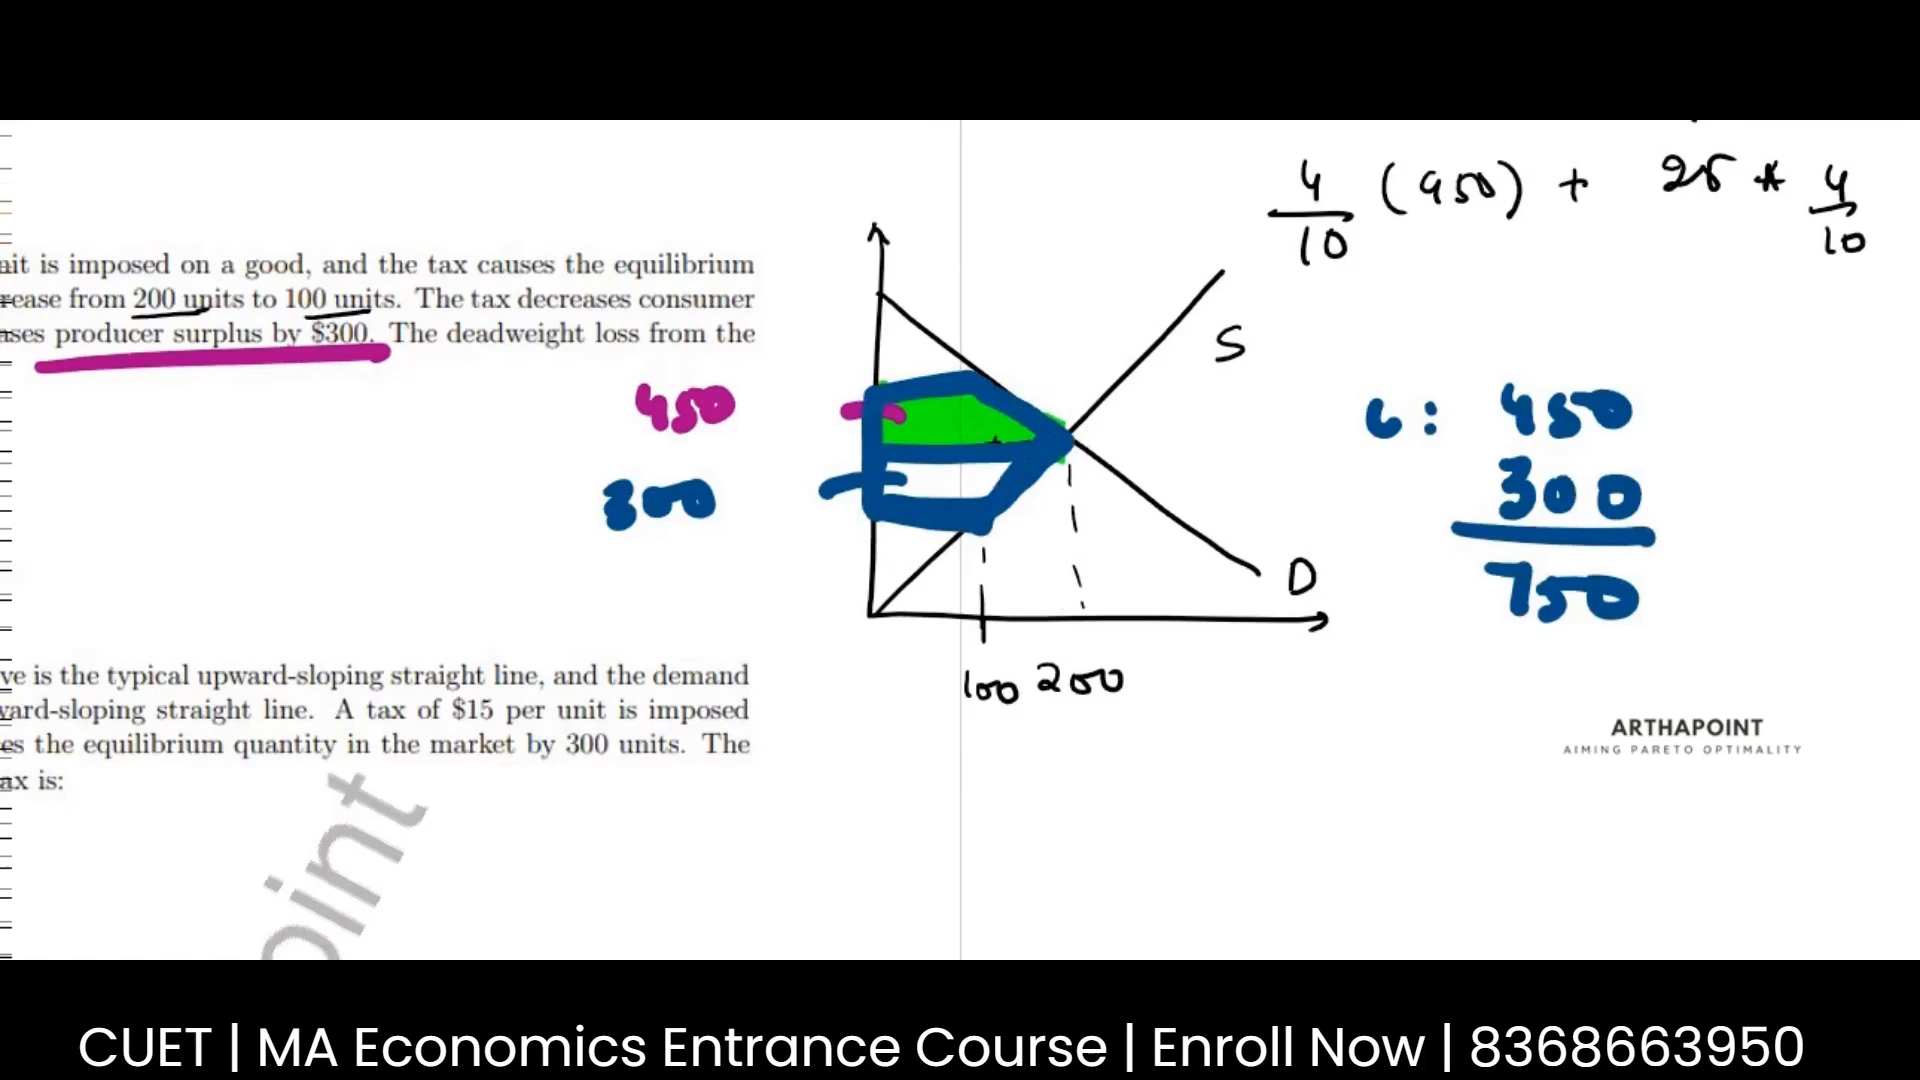 4/10 (950) + 25 * 4/10
ait is imposed on a good, and the tax causes the equilibrium
rease from 200 units to 100 units. The tax decreases consumer
ases producer surplus by $300. The deadweight loss from the
S
450
300
6: 450
300
750
D
100 200
ve is the typical upward-sloping straight line, and the demand
ward-sloping straight line. A tax of $15 per unit is imposed
es the equilibrium quantity in the market by 300 units. The
ax is:
ARTHAPOINT
AIMING PARETO OPTIMALITY
oint
CUET | MA Economics Entrance Course | Enroll Now | 8368663950